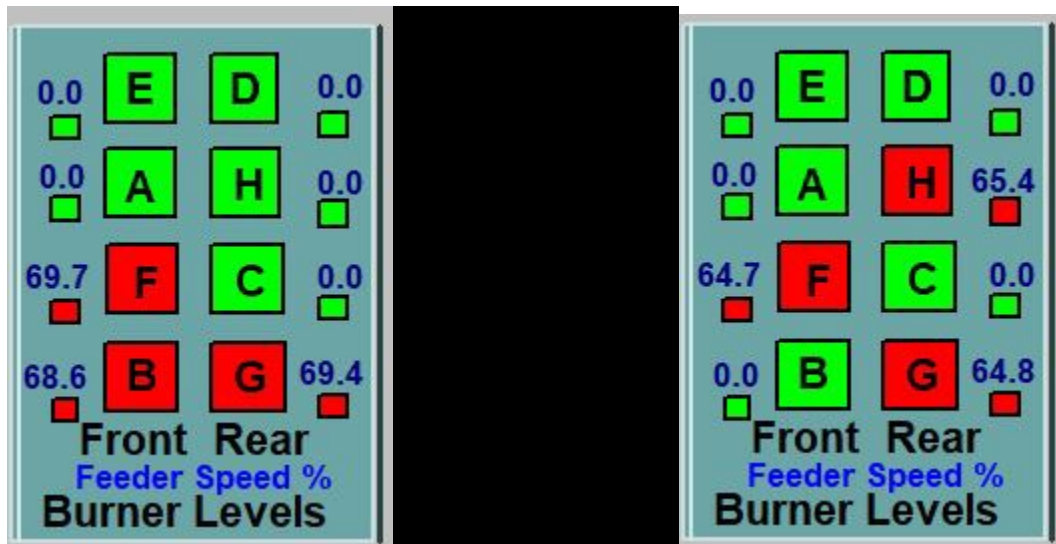 E D
0.0 0.0
A H
0.0 0.0
F C
69.7 0.0
B G
68.6 69.4
Front Rear
Feeder Speed %
Burner Levels
E D
0.0 0.0
A H
0.0 65.4
F C
64.7 0.0
B G
0.0 64.8
Front Rear
Feeder Speed %
Burner Levels